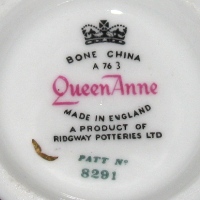 BONE CHINA
A 76 3
Queen Anne
MADE IN ENGLAND
A PRODUCT OF
RIDGWAY POTTERIES LTD
PATT Nº
8291